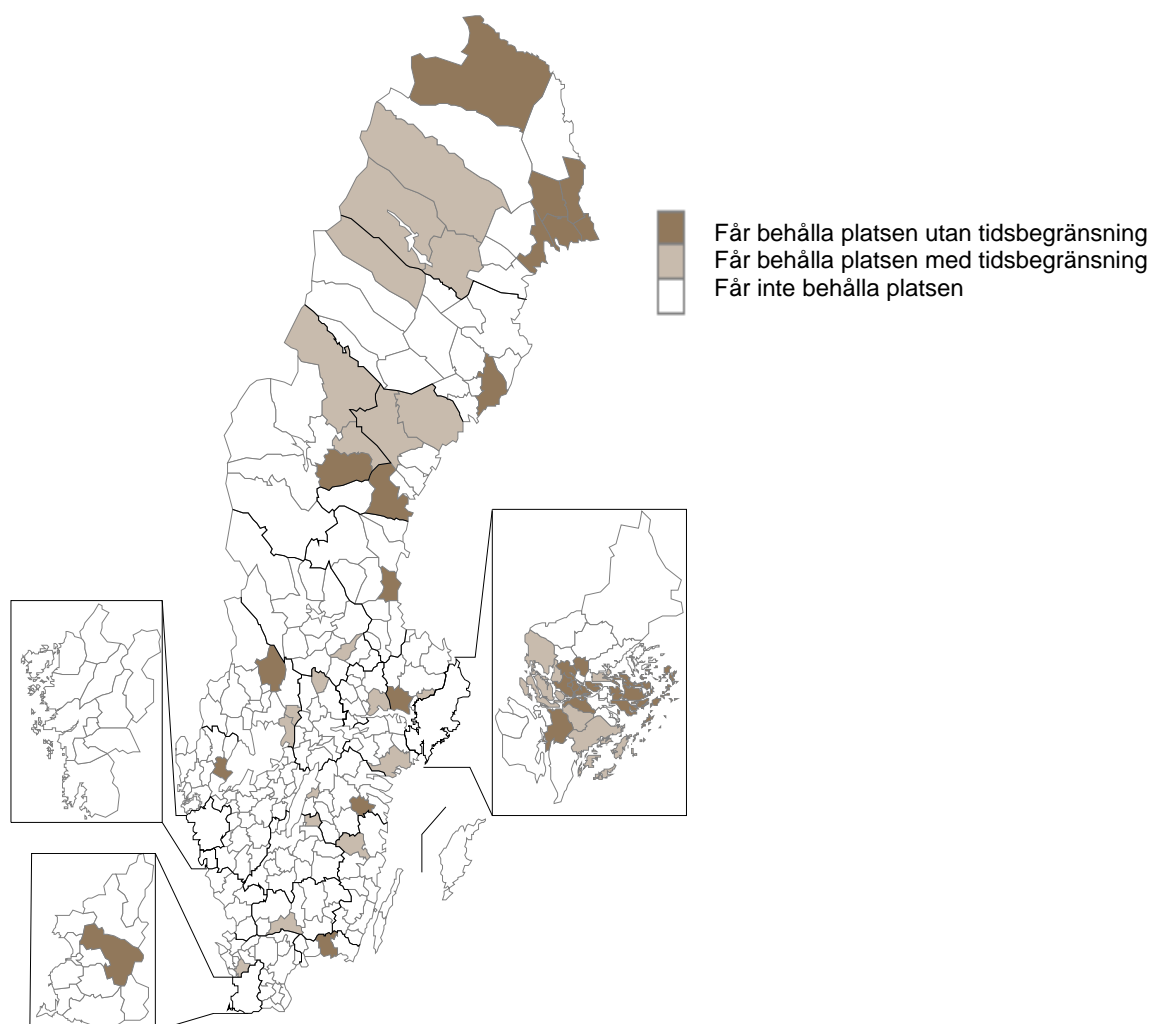 Får behålla platsen utan tidsbegränsning
Får behålla platsen med tidsbegränsning
Får inte behålla platsen